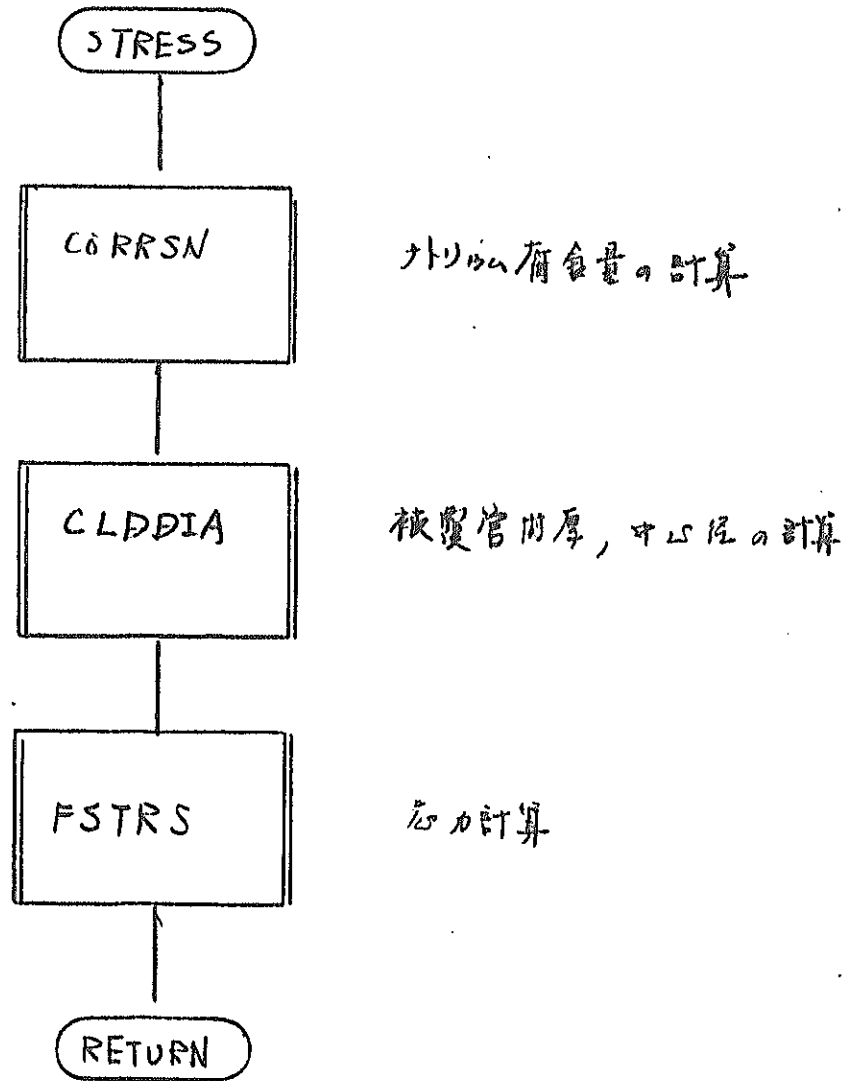 STRESS
CORRSN
ナトリウム腐食量の計算
CLDDIA
被覧管肉厚, 中心径の計算
FSTRS
応力計算
RETURN